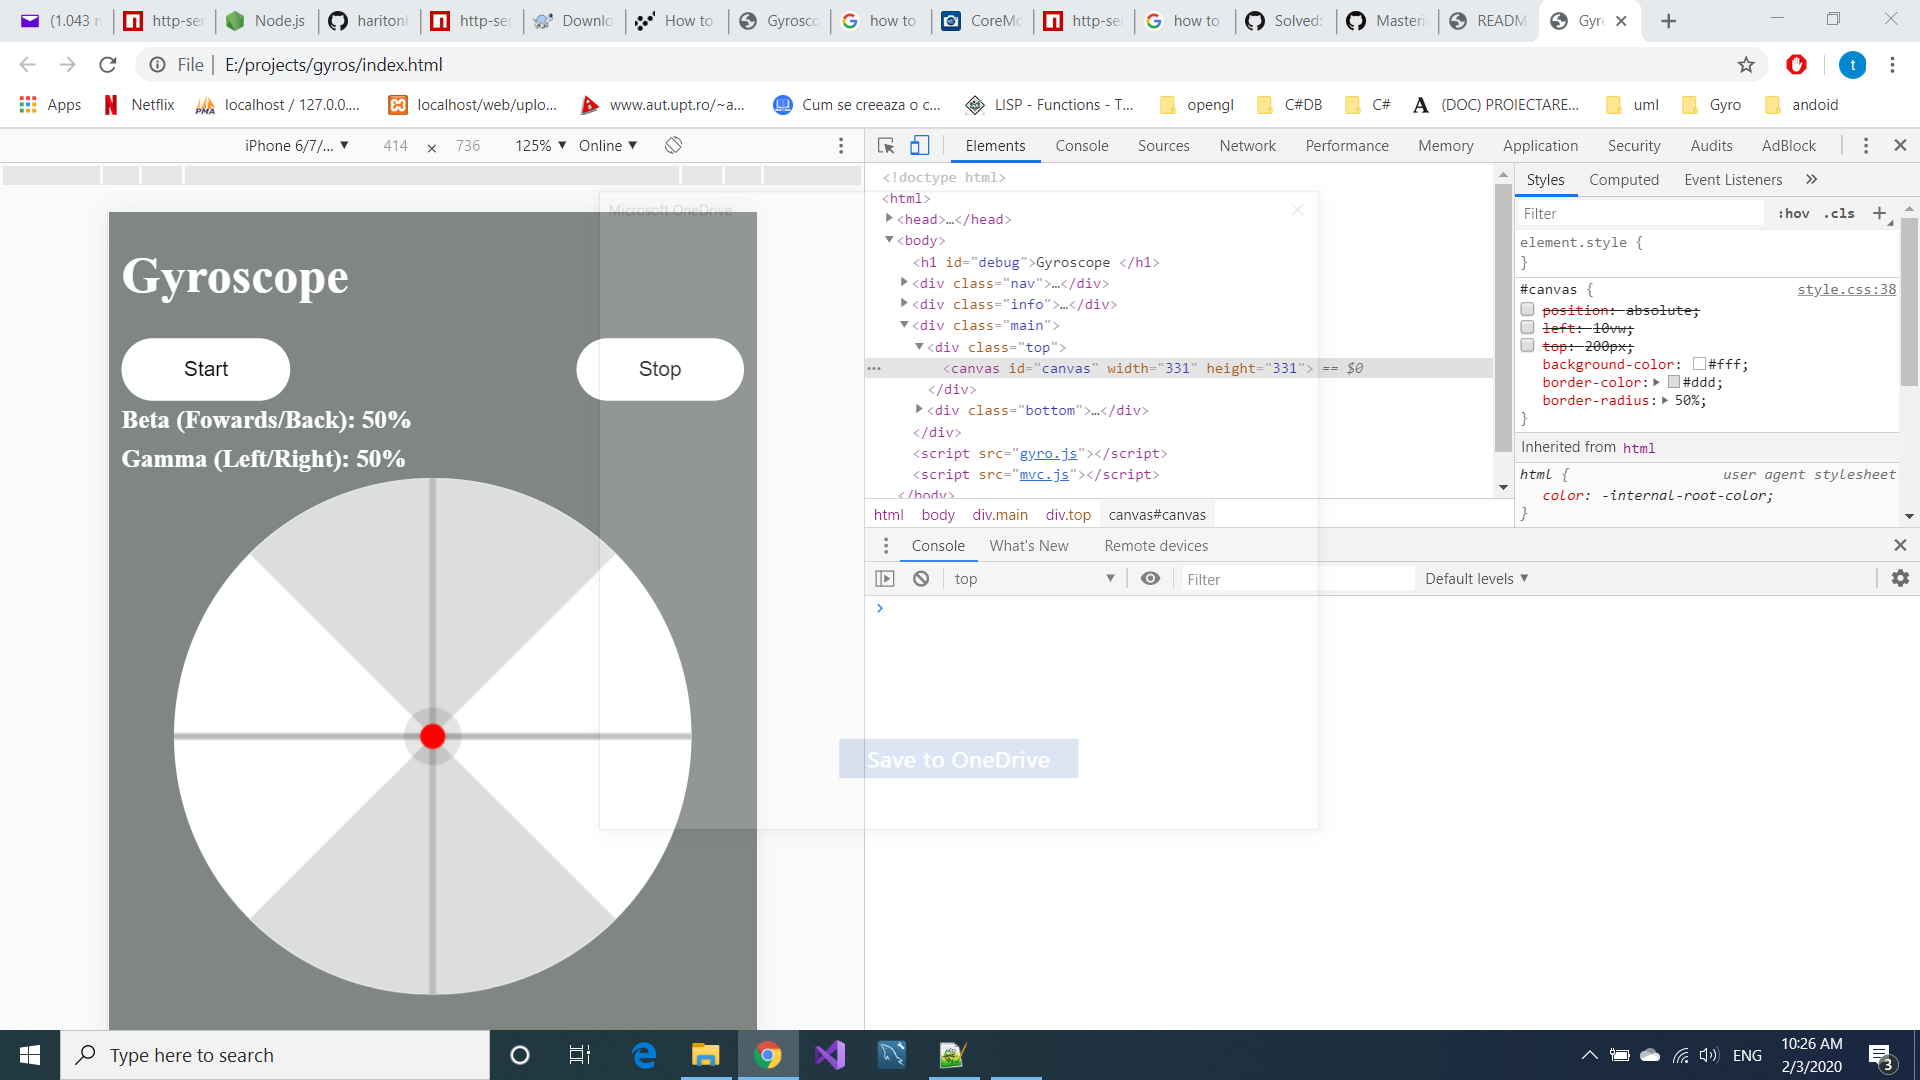 (1.043 n
http-ser
Node.js
haritonh
http-ser
Downlo
How to
Gyrosco
how to
CoreMo
http-ser
how to
Solved:
Masteri
READM
Gyro
File
E:/projects/gyros/index.html
t
Apps
Netflix
localhost / 127.0.0....
localhost/web/uplo...
www.aut.upt.ro/~a...
Cum se creeaza o c...
LISP - Functions - T...
opengl
C#DB
C#
(DOC) PROIECTARE...
uml
Gyro
andoid
iPhone 6/7/...
414
736
125%
Online
Elements
Console
Sources
Network
Performance
Memory
Application
Security
Audits
AdBlock
Microsoft OneDrive
Gyroscope
Start
Stop
Beta (Fowards/Back): 50%
Gamma (Left/Right): 50%
Save to OneDrive
<!doctype html>
<html>
<head>…</head>
<body>
<h1 id="debug">Gyroscope </h1>
<div class="nav">…</div>
<div class="info">…</div>
<div class="main">
<div class="top">
<canvas id="canvas" width="331" height="331"> == $0
</div>
<div class="bottom">…</div>
</div>
<script src="gyro.js"></script>
<script src="mvc.js"></script>
</body>
html
body
div.main
div.top
canvas#canvas
Styles
Computed
Event Listeners
Filter
:hov
.cls
element.style {
}
#canvas {
style.css:38
position: absolute;
left: 10vw;
top: 200px;
background-color: #fff;
border-color: #ddd;
border-radius: 50%;
}
Inherited from html
html {
user agent stylesheet
color: -internal-root-color;
}
Console
What's New
Remote devices
top
Filter
Default levels
Type here to search
ENG
10:26 AM
2/3/2020
3